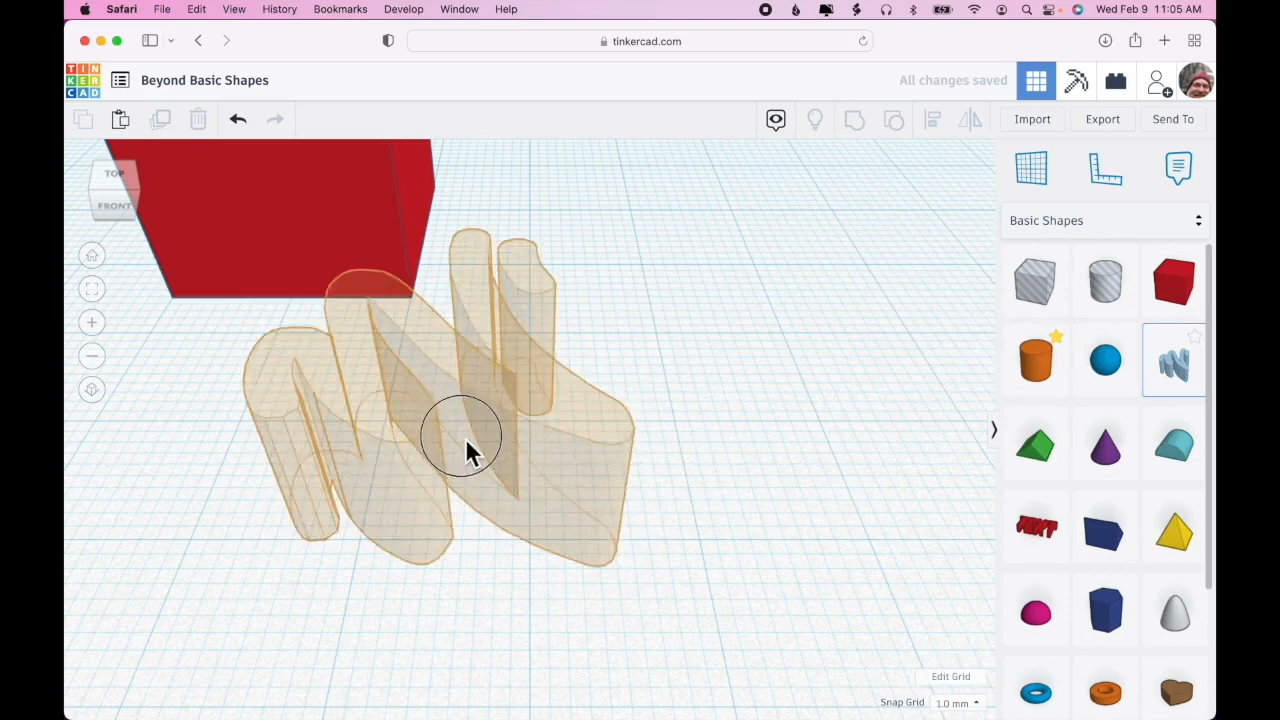 Safari File Edit View History Bookmarks Develop Window Help Wed Feb 9 11:05 AM
tinkercad.com
TIN
KER
CAD
Beyond Basic Shapes
All changes saved
Import Export Send To
TOP
FRONT
Basic Shapes
TEXT
Edit Grid
Snap Grid 1.0 mm